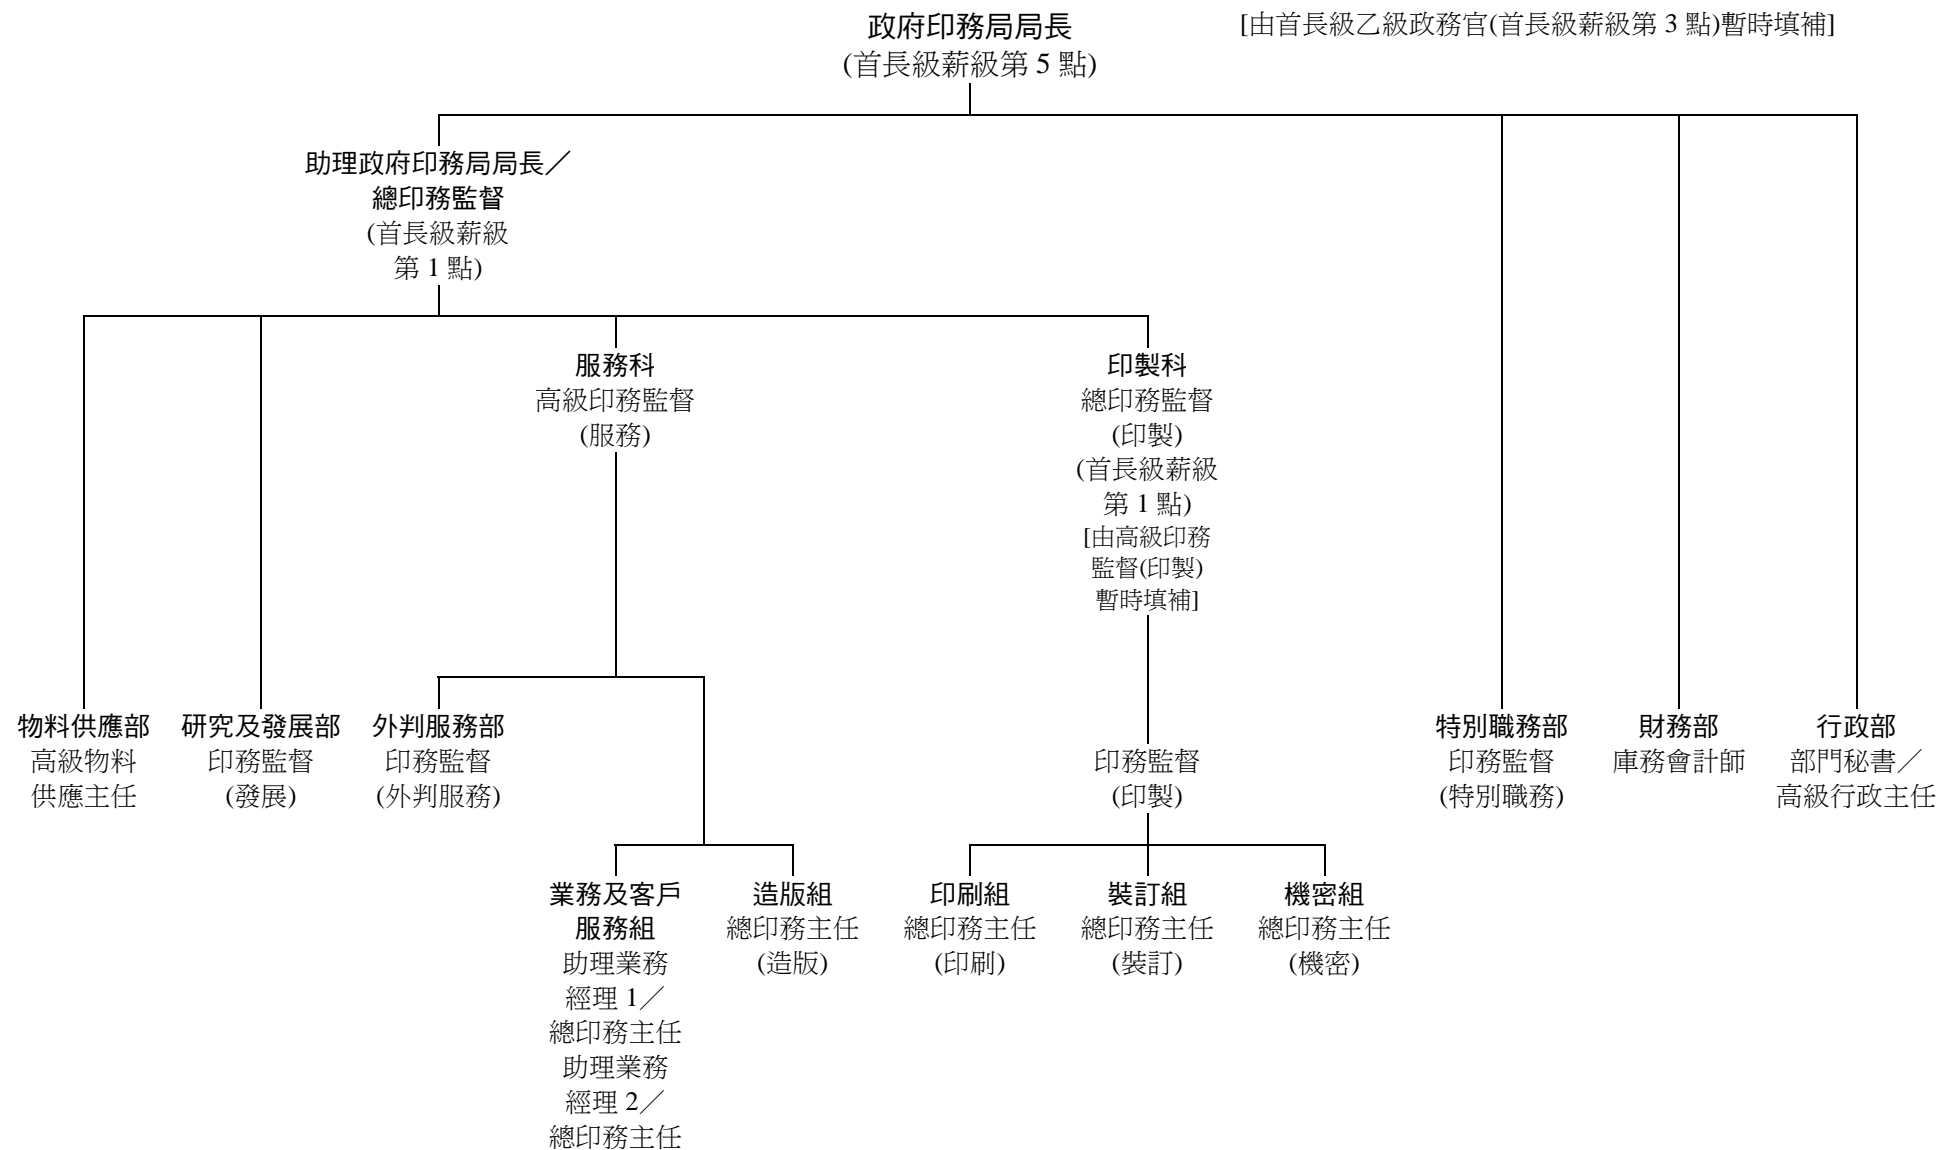 政府印務局局長
(首長級薪級第 5 點)
[由首長級乙級政務官(首長級薪級第 3 點)暫時填補]
助理政府印務局局長／
總印務監督
(首長級薪級
第 1 點)
服務科
高級印務監督
(服務)
印製科
總印務監督
(印製)
(首長級薪級
第 1 點)
[由高級印務
監督(印製)
暫時填補]
物料供應部
高級物料
供應主任
研究及發展部
印務監督
(發展)
外判服務部
印務監督
(外判服務)
印務監督
(印製)
特別職務部
印務監督
(特別職務)
財務部
庫務會計師
行政部
部門秘書／
高級行政主任
業務及客戶
服務組
助理業務
經理 1／
總印務主任
助理業務
經理 2／
總印務主任
造版組
總印務主任
(造版)
印刷組
總印務主任
(印刷)
裝訂組
總印務主任
(裝訂)
機密組
總印務主任
(機密)